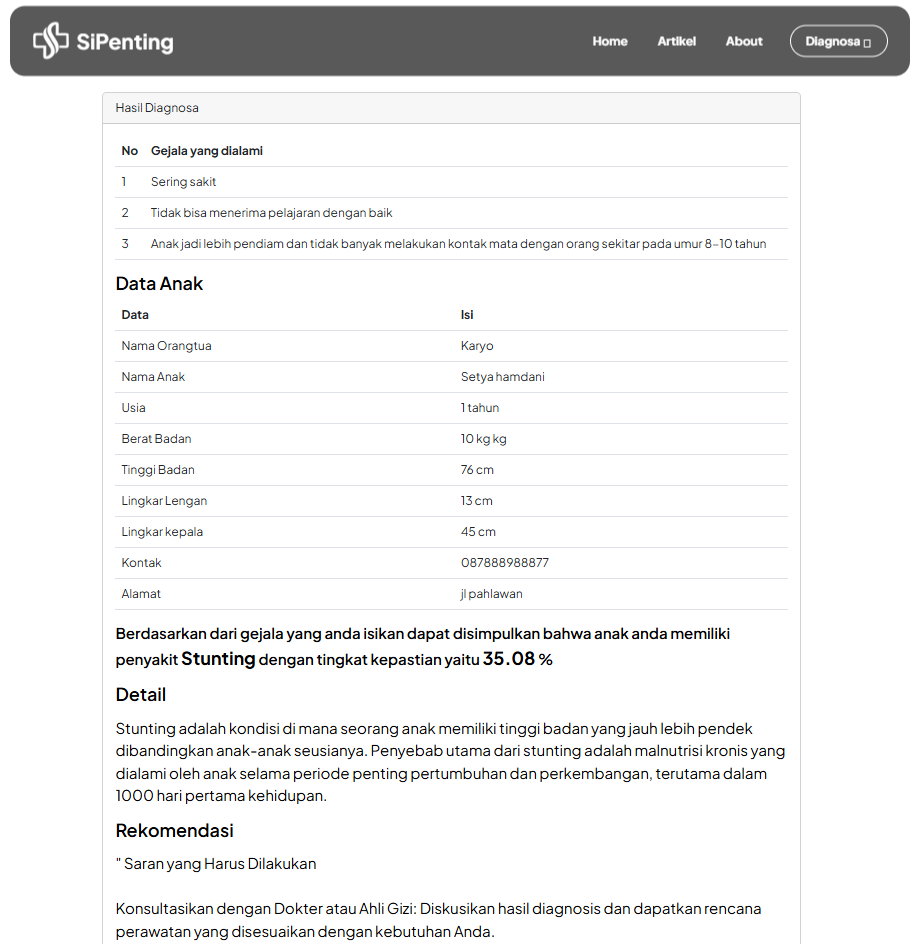 SiPenting
Home Artikel About Diagnosa
Hasil Diagnosa
No Gejala yang dialami
1 Sering sakit
2 Tidak bisa menerima pelajaran dengan baik
3 Anak jadi lebih pendiam dan tidak banyak melakukan kontak mata dengan orang sekitar pada umur 8-10 tahun
Data Anak
Data Isi
Nama Orangtua Karyo
Nama Anak Setya hamdani
Usia 1 tahun
Berat Badan 10 kg kg
Tinggi Badan 76 cm
Lingkar Lengan 13 cm
Lingkar kepala 45 cm
Kontak 087888988877
Alamat jl pahlawan
Berdasarkan dari gejala yang anda isikan dapat disimpulkan bahwa anak anda memiliki
penyakit Stunting dengan tingkat kepastian yaitu 35.08 %
Detail
Stunting adalah kondisi di mana seorang anak memiliki tinggi badan yang jauh lebih pendek
dibandingkan anak-anak seusianya. Penyebab utama dari stunting adalah malnutrisi kronis yang
dialami oleh anak selama periode penting pertumbuhan dan perkembangan, terutama dalam
1000 hari pertama kehidupan.
Rekomendasi
" Saran yang Harus Dilakukan
Konsultasikan dengan Dokter atau Ahli Gizi: Diskusikan hasil diagnosis dan dapatkan rencana
perawatan yang disesuaikan dengan kebutuhan Anda.